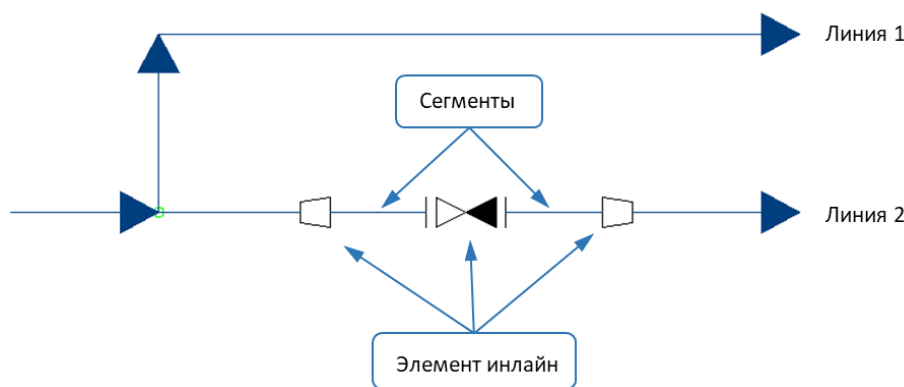 Линия 1
Сегменты
Линия 2
Элемент инлайн